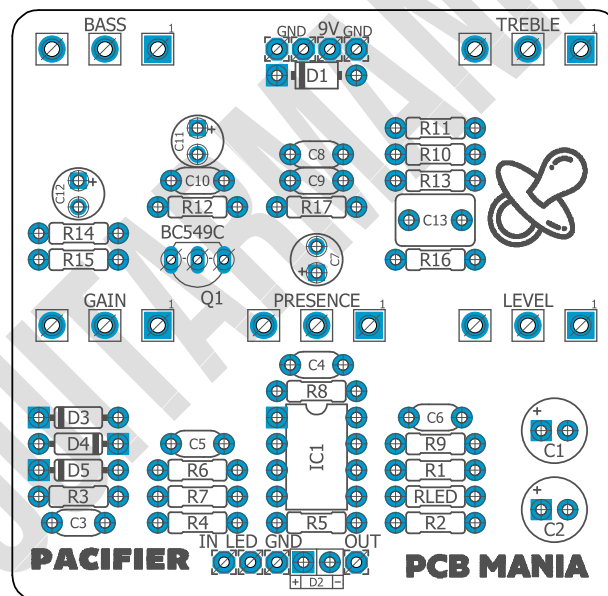 BASS
GND 9V GND
TREBLE
1
1
D1
C11
+
R11
C8
R10
C10
C9
R13
C12
+
R12
R17
C13
R14
BC549C
C7
+
R15
R16
Q1
GAIN
1
PRESENCE
1
LEVEL
1
C4
R8
D3
C6
+
D4
C5
IC1
R9
C1
D5
R6
R1
R3
R7
RLED
+
C3
R4
R5
R2
C2
IN LED GND
OUT
PACIFIER
+ D2 −
PCB MANIA